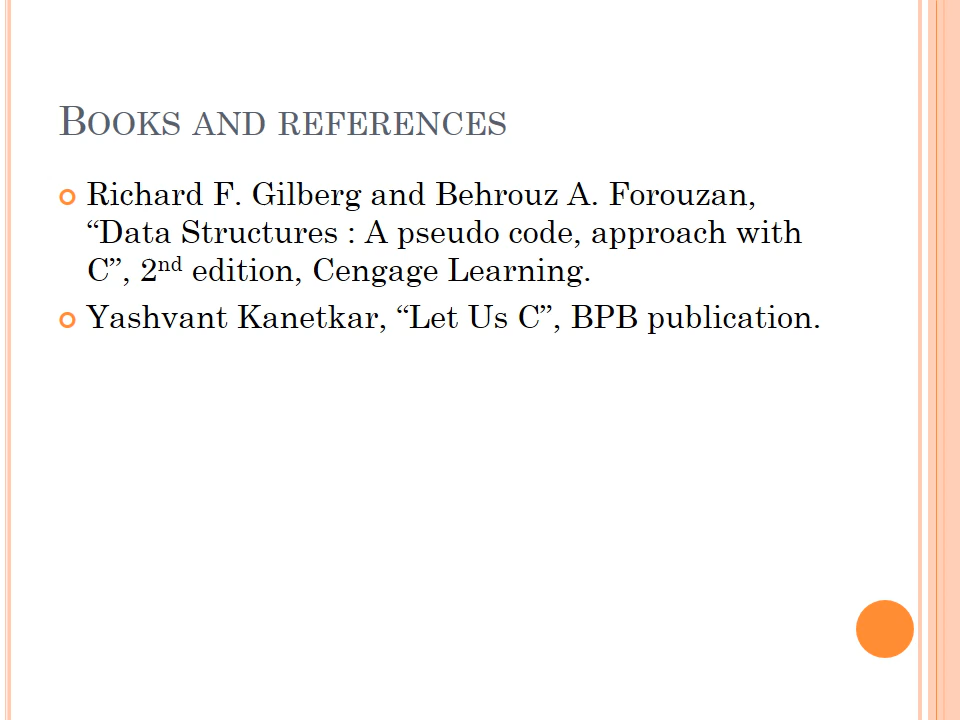 BOOKS AND REFERENCES
Richard F. Gilberg and Behrouz A. Forouzan,
“Data Structures : A pseudo code, approach with
C”, 2nd edition, Cengage Learning.
Yashvant Kanetkar, “Let Us C”, BPB publication.